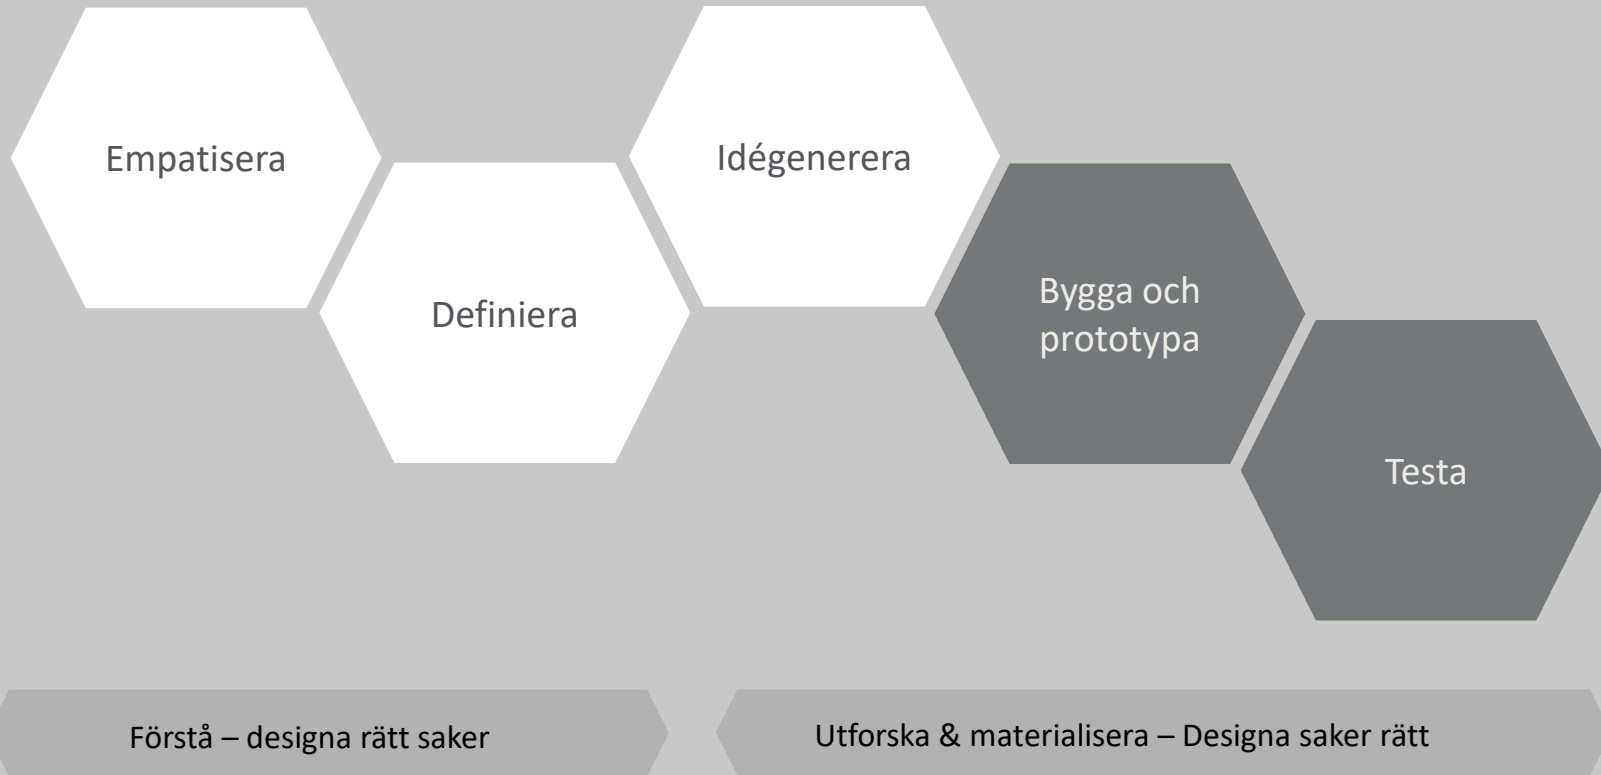 Empatisera
Definiera
Idégenerera
Bygga och
prototypa
Testa
Förstå – designa rätt saker
Utforska & materialisera – Designa saker rätt